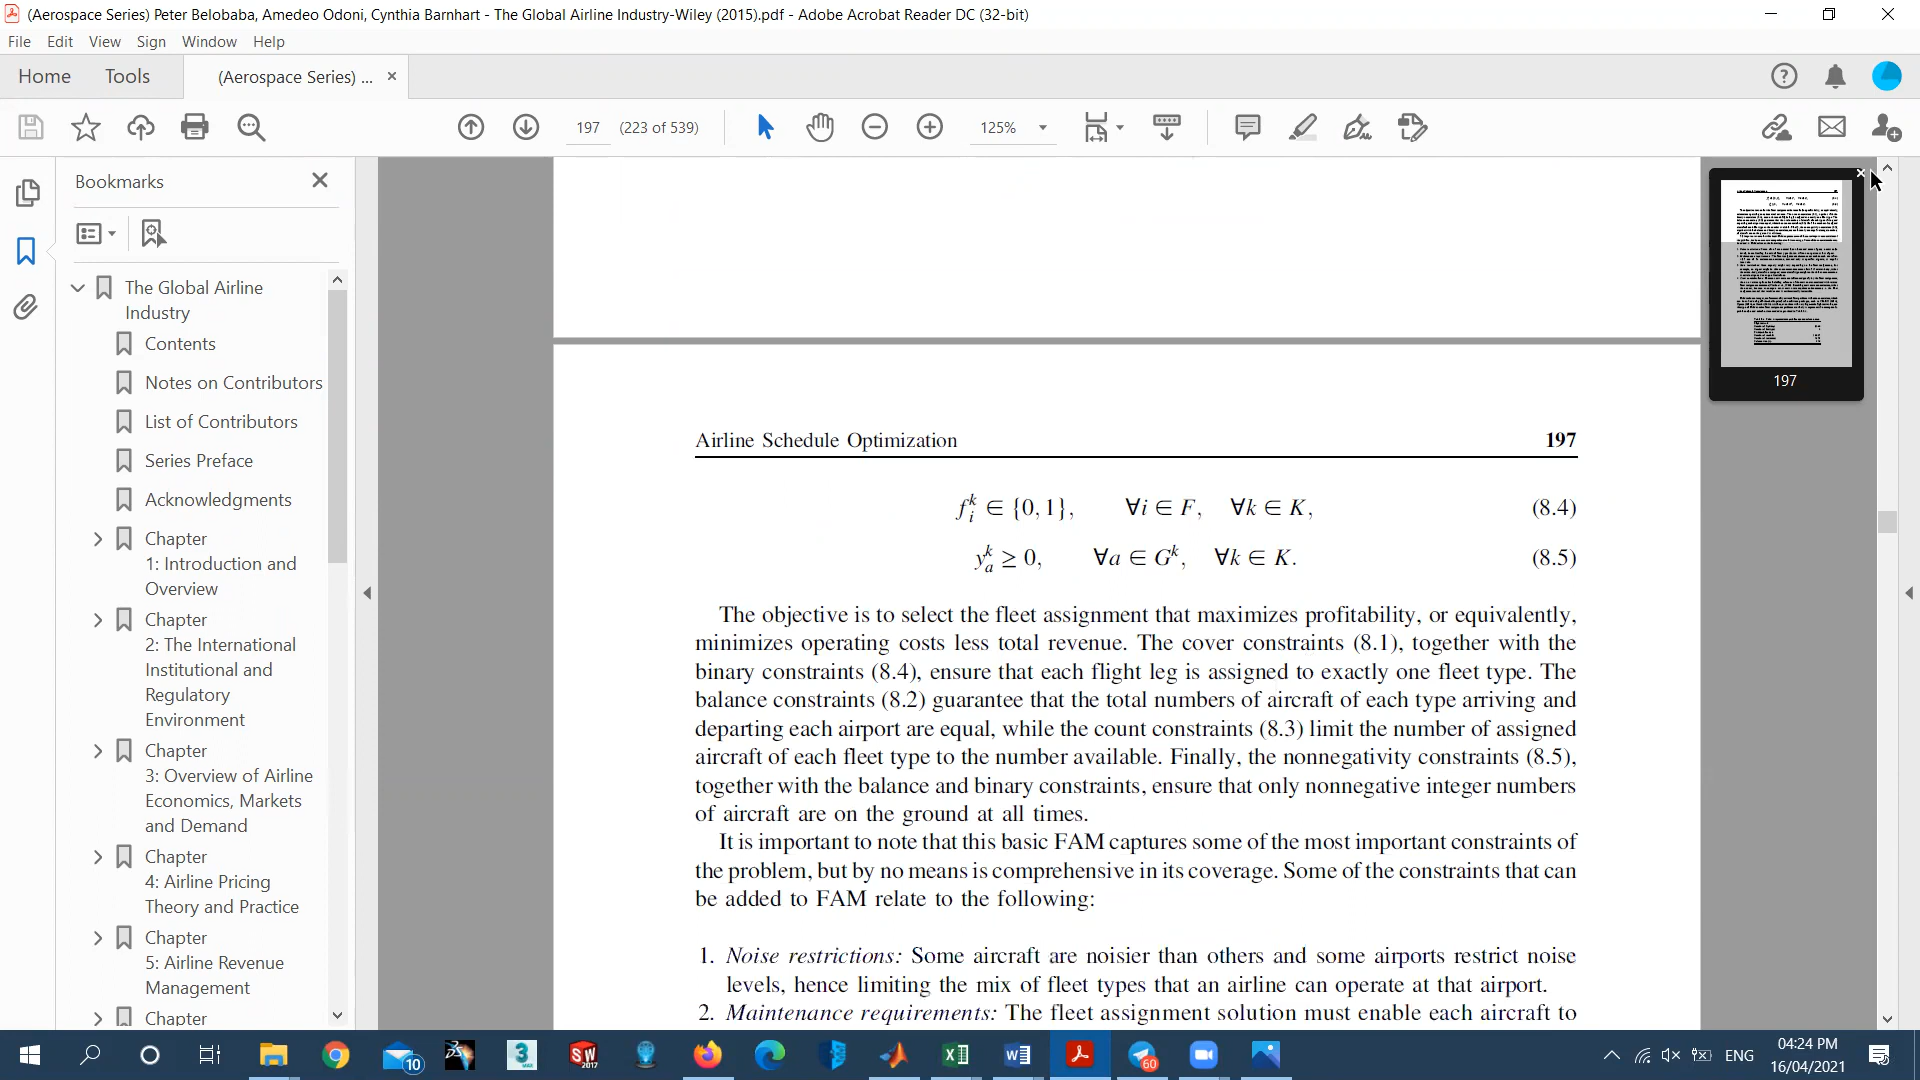 (Aerospace Series) Peter Belobaba, Amedeo Odoni, Cynthia Barnhart - The Global Airline Industry-Wiley (2015).pdf - Adobe Acrobat Reader DC (32-bit)
File Edit View Sign Window Help
Home Tools (Aerospace Series) ...
197 (223 of 539) 125%
Bookmarks
The Global Airline
Industry
Contents
Notes on Contributors
List of Contributors
Series Preface
Acknowledgments
Chapter
1: Introduction and
Overview
Chapter
2: The International
Institutional and
Regulatory
Environment
Chapter
3: Overview of Airline
Economics, Markets
and Demand
Chapter
4: Airline Pricing
Theory and Practice
Chapter
5: Airline Revenue
Management
Chapter
Airline Schedule Optimization 197
f_i^k ∈ {0, 1}, ∀i ∈ F, ∀k ∈ K, (8.4)
y_a^k ≥ 0, ∀a ∈ G^k, ∀k ∈ K. (8.5)
The objective is to select the fleet assignment that maximizes profitability, or equivalently,
minimizes operating costs less total revenue. The cover constraints (8.1), together with the
binary constraints (8.4), ensure that each flight leg is assigned to exactly one fleet type. The
balance constraints (8.2) guarantee that the total numbers of aircraft of each type arriving and
departing each airport are equal, while the count constraints (8.3) limit the number of assigned
aircraft of each fleet type to the number available. Finally, the nonnegativity constraints (8.5),
together with the balance and binary constraints, ensure that only nonnegative integer numbers
of aircraft are on the ground at all times.
It is important to note that this basic FAM captures some of the most important constraints of
the problem, but by no means is comprehensive in its coverage. Some of the constraints that can
be added to FAM relate to the following:
1. Noise restrictions: Some aircraft are noisier than others and some airports restrict noise
levels, hence limiting the mix of fleet types that an airline can operate at that airport.
2. Maintenance requirements: The fleet assignment solution must enable each aircraft to
197
10
3
SW
2017
60
ENG
04:24 PM
16/04/2021